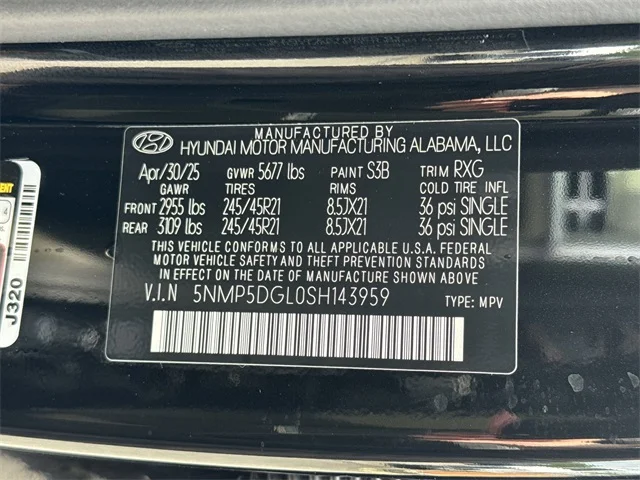 MANUFACTURED BY
HYUNDAI MOTOR MANUFACTURING ALABAMA, LLC
Apr/30/25 GVWR 5677 lbs PAINT S3B TRIM RXG
GAWR TIRES RIMS COLD TIRE INFL
FRONT 2955 lbs 245/45R21 8.5JX21 36 psi SINGLE
REAR 3109 lbs 245/45R21 8.5JX21 36 psi SINGLE
THIS VEHICLE CONFORMS TO ALL APPLICABLE U.S.A. FEDERAL
MOTOR VEHICLE SAFETY STANDARDS IN
EFFECT ON THE DATE OF MANUFACTURE SHOWN ABOVE
V.I.N 5NMP5DGL0SH143959 TYPE: MPV
J320